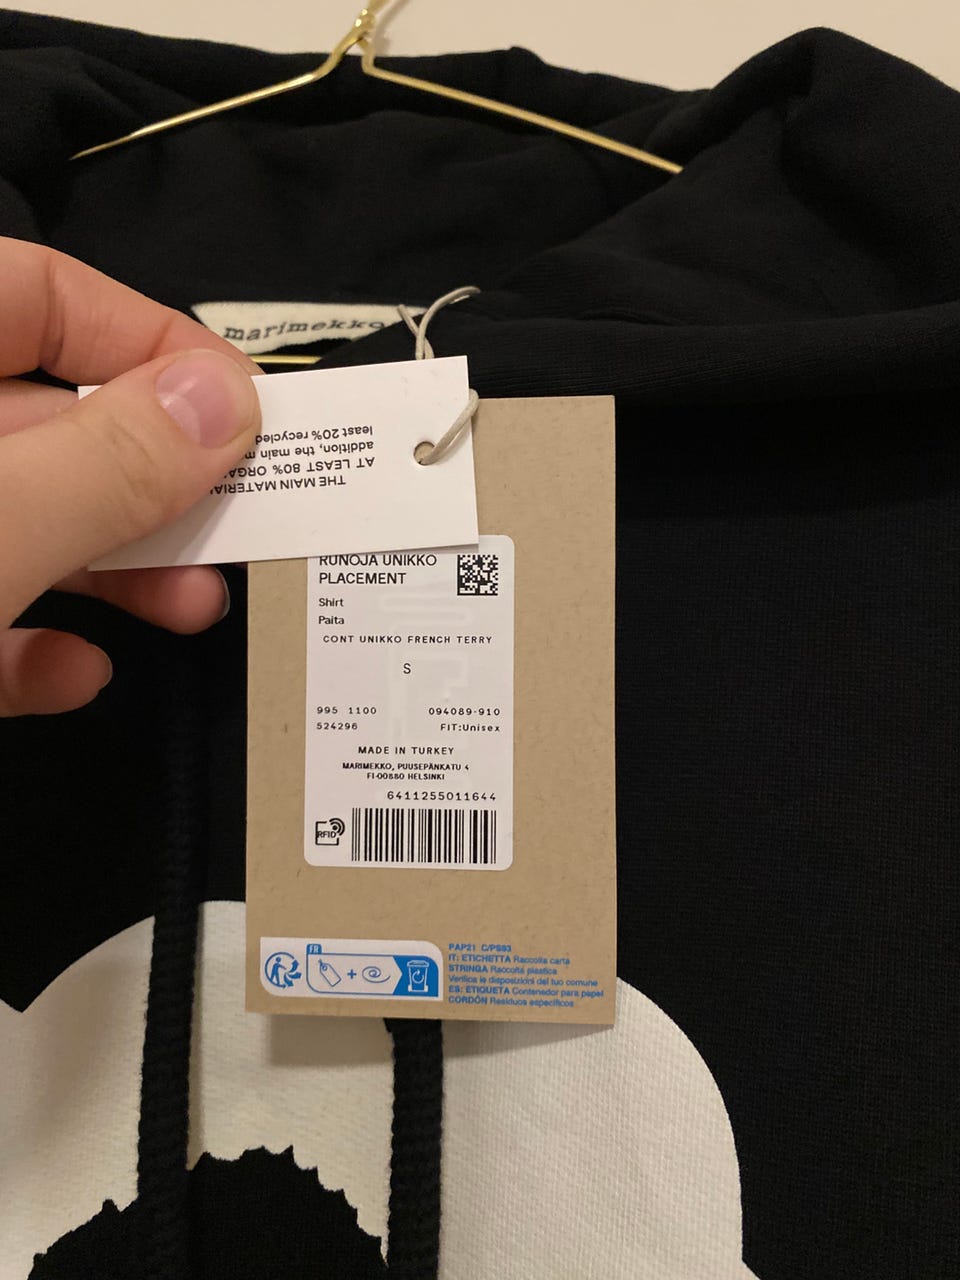 marimekko
THE MAIN MATERIAL
AT LEAST 80%
addition, the main
least 20% recycled
RUNOJA UNIKKO
PLACEMENT
Shirt
Paita
CONT UNIKKO FRENCH TERRY
S
995 1100 094089-910
524296 FIT:Unisex
MADE IN TURKEY
MARIMEKKO, PUUSEPÄNKATU 4
FI-00880 HELSINKI
6411255011644
RFID
FR
PAP21 C/PS93
IT: ETICHETTA Raccolta carta
STRINGA Raccolta plastica
Verifica le disposizioni del tuo comune
ES: ETIQUETA Contenedor para papel
CORDÓN Residuos específicos